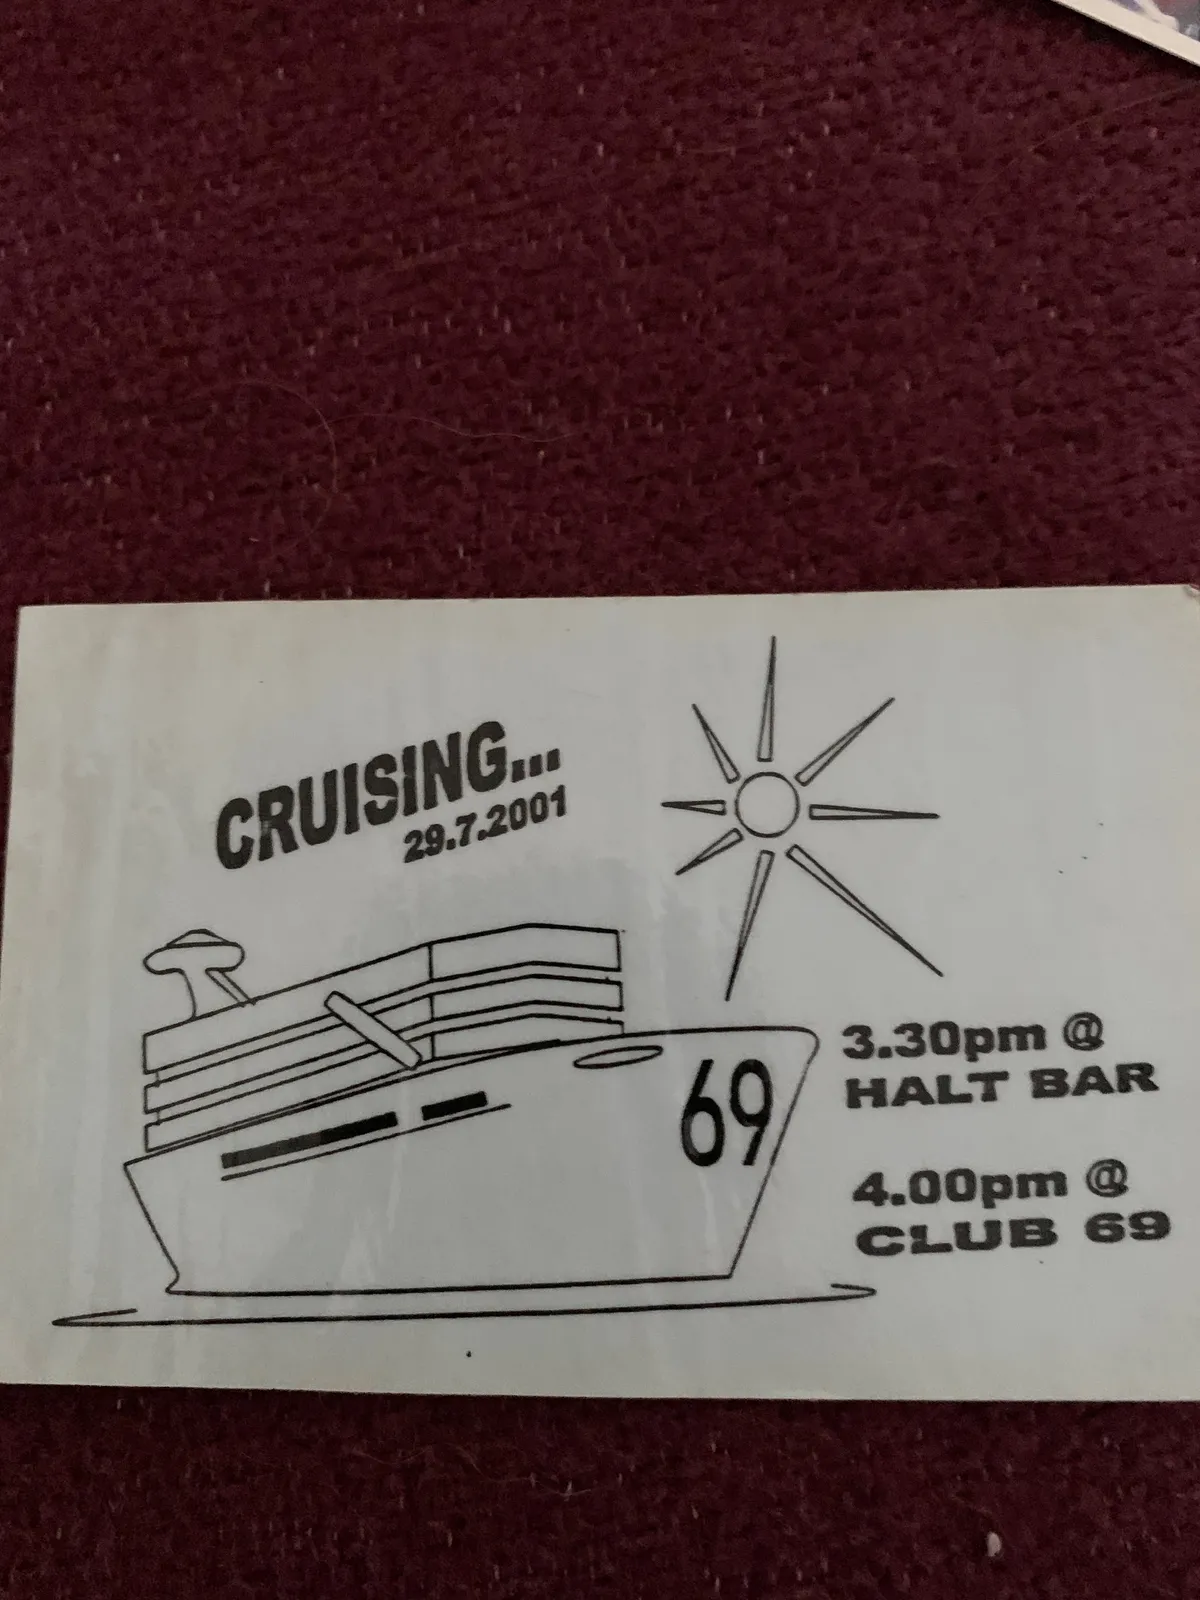 CRUISING...
29.7.2001
69
3.30pm @
HALT BAR
4.00pm @
CLUB 69